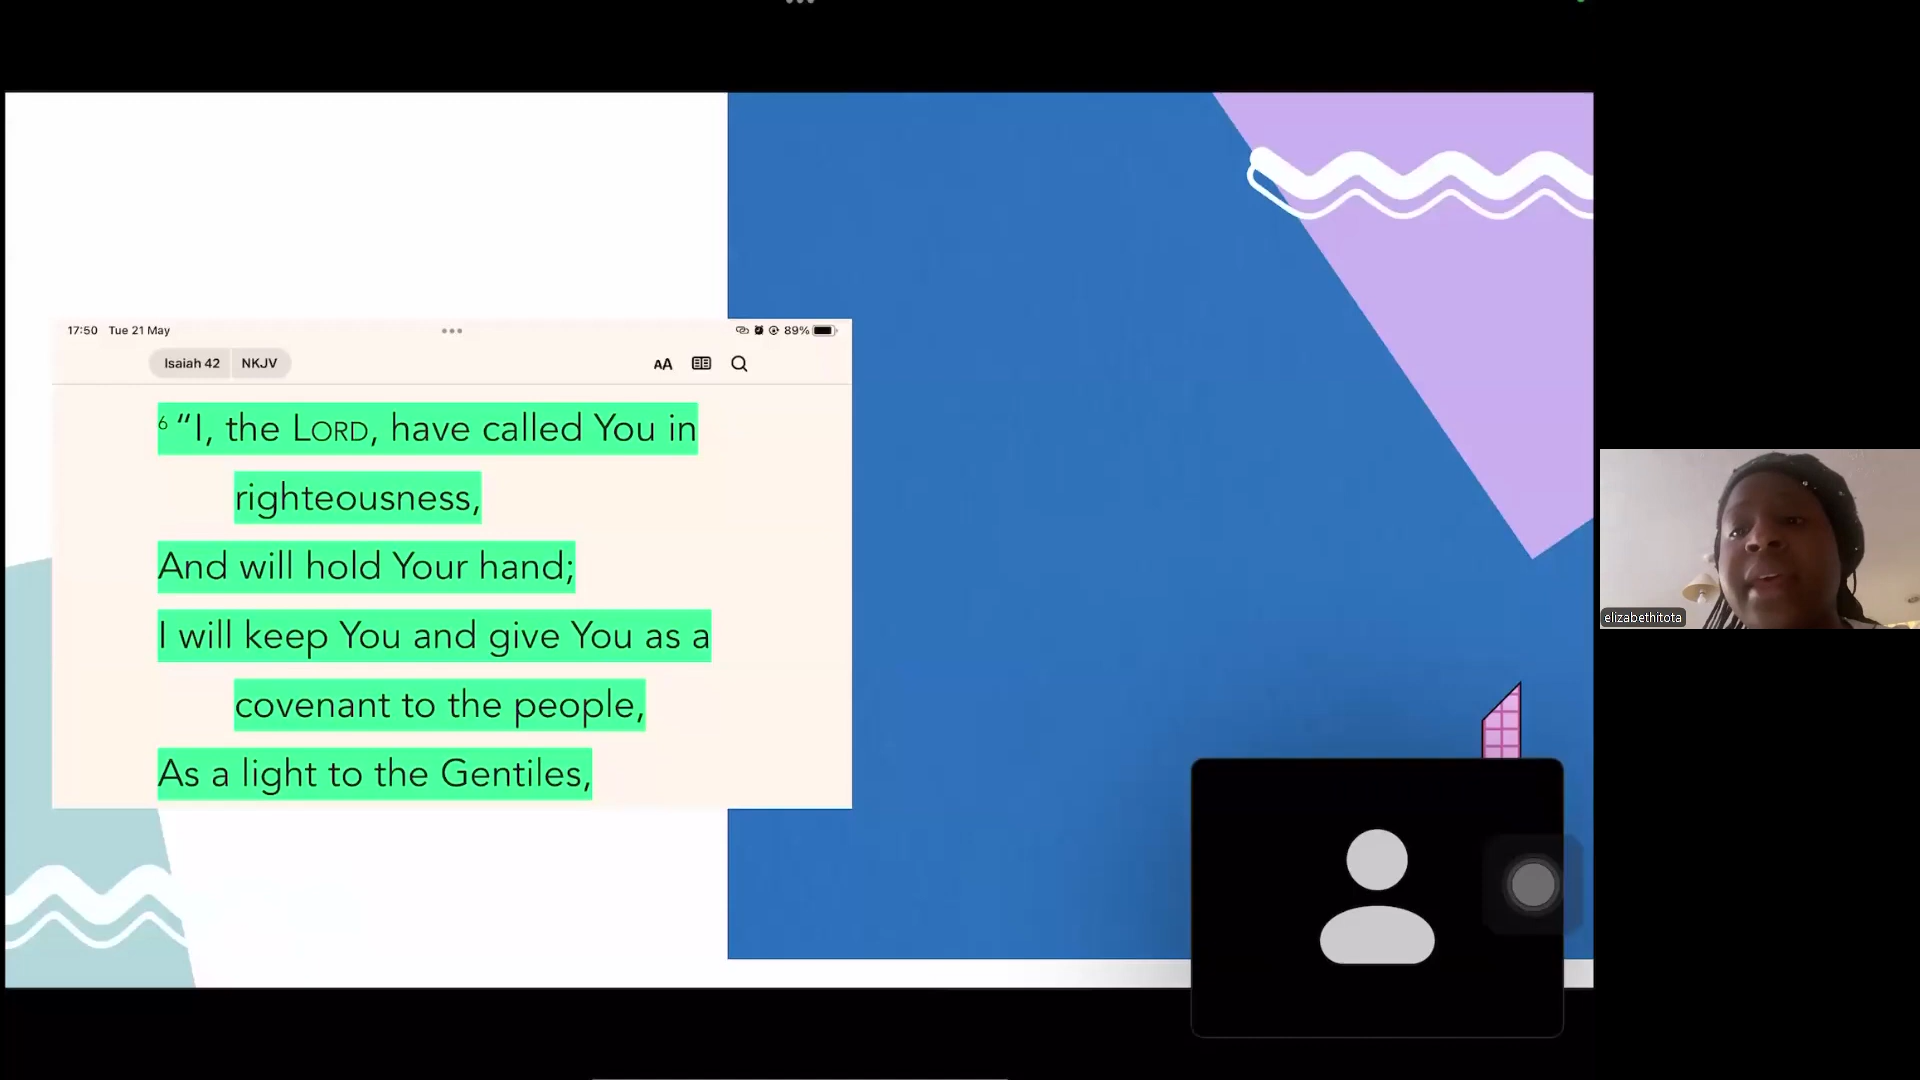 17:50 Tue 21 May
89%
Isaiah 42 NKJV
AA
6 “I, the LORD, have called You in
righteousness,
And will hold Your hand;
I will keep You and give You as a
covenant to the people,
As a light to the Gentiles,
elizabethitota